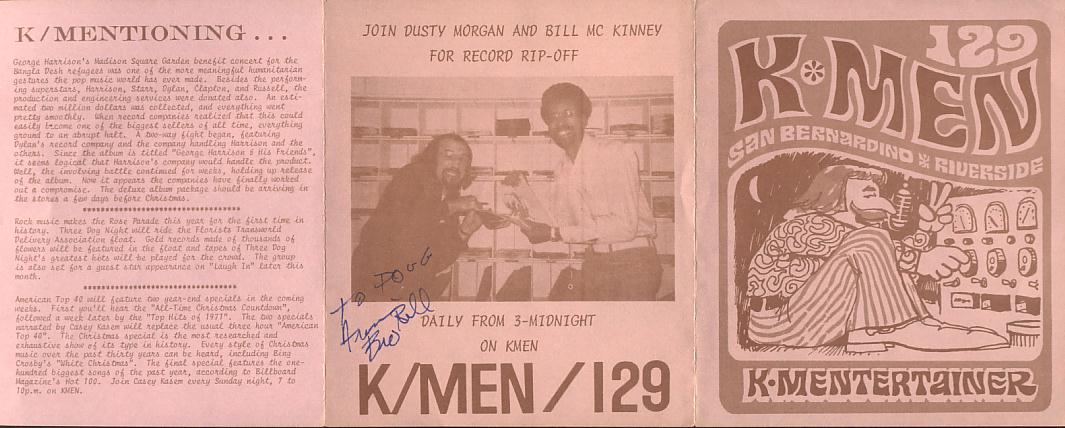 K/MENTIONING...
George Harrison's Madison Square Garden benefit concert for the
Bangla Desh refugees was one of the more meaningful humanitarian
gestures the pop music world has ever made. Besides the perform-
ing superstars, Harrison, Starr, Dylan, Clapton, and Russell, the
production and engineering services were donated also. An esti-
mated two million dollars was collected, and everything went
pretty smoothly. When record companies realized that this could
easily become one of the biggest sellers of all time, everything
ground to an abrupt halt. A two-way fight began, featuring
Dylan's record company and the company handling Harrison and the
others. Since the album is titled "George Harrison & His Friends",
it seems logical that Harrison's company would handle the product.
Well, the involving battle continued for weeks, holding up release
of the album. Now it appears the companies have finally worked
out a compromise. The deluxe album package should be arriving in
the stores a few days before Christmas.
Rock music makes the Rose Parade this year for the first time in
history. Three Dog Night will ride the Florists Transworld
Delivery Association float. Gold records made of thousands of
flowers will be featured in the float and tapes of Three Dog
Night's greatest hits will be played for the crowd. The group
is also set for a guest star appearance on "Laugh In" later this
month.
American Top 40 will feature two year-end specials in the coming
weeks. First you'll hear the "All-Time Christmas Countdown",
followed a week later by the "Top Hits of 1971". The two specials
narrated by Casey Kasem will replace the usual three hour "American
Top 40". The Christmas special is the most researched and
exhaustive show of its type in history. Every style of Christmas
music over the past thirty years can be heard, including Bing
Crosby's "White Christmas". The final special features the one-
hundred biggest songs of the past year, according to Billboard
Magazine's Hot 100. Join Casey Kasem every Sunday night, 7 to
10p.m. on KMEN.
JOIN DUSTY MORGAN AND BILL MC KINNEY
FOR RECORD RIP-OFF
TO DOUG
Bro Bill
DAILY FROM 3-MIDNIGHT
ON KMEN
K/MEN/129
129
K*MEN
SAN BERNARDINO * RIVERSIDE
K·MENTERTAINER